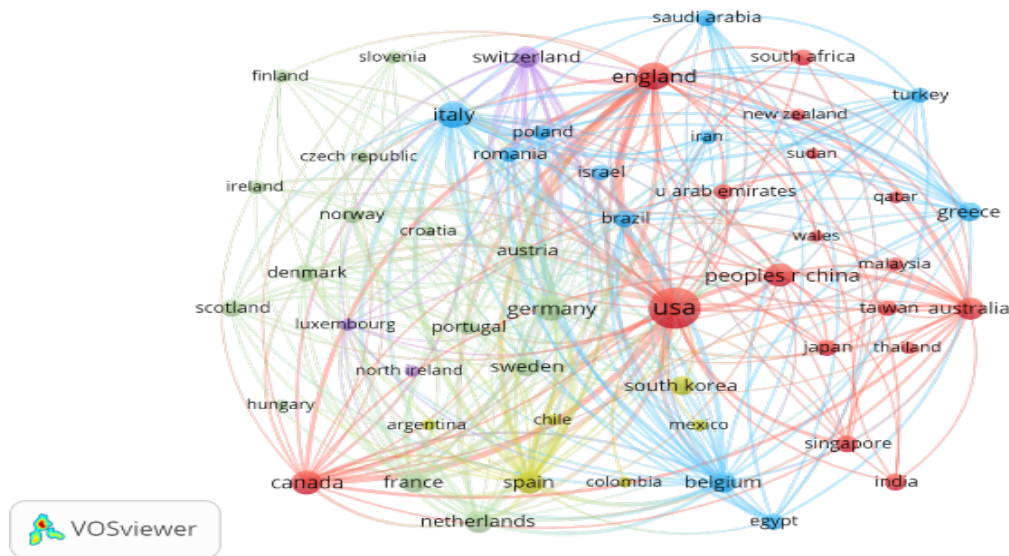 saudi arabia
slovenia
switzerland
south africa
finland
england
turkey
italy
new zealand
poland
iran
czech republic
romania
sudan
israel
ireland
u arab emirates
qatar
norway
brazil
greece
croatia
wales
austria
malaysia
denmark
peoples r china
scotland
germany
usa
taiwan
australia
luxembourg
portugal
japan
thailand
north ireland
sweden
south korea
hungary
argentina
chile
mexico
singapore
canada
france
spain
colombia
belgium
india
netherlands
egypt
VOSviewer